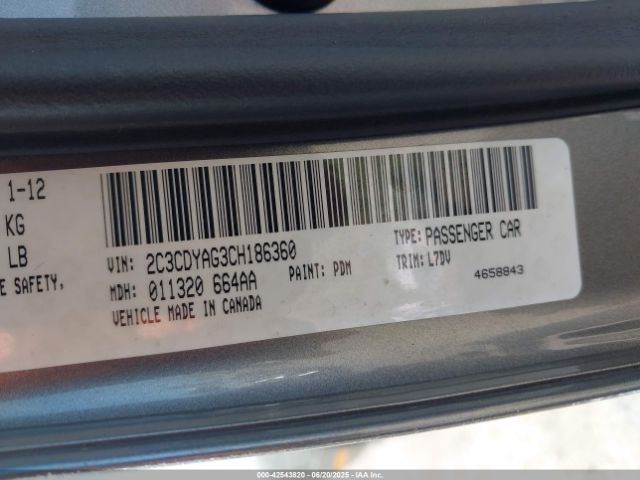 1-12
KG
LB
E SAFETY,
VIN: 2C3CDYAG3CH186360
MDH: 011320 664AA
PAINT: PDM
VEHICLE MADE IN CANADA
TYPE: PASSENGER CAR
TRIM: L7DV
4658843
000-42543820 - 06/20/2025 - IAA Inc.